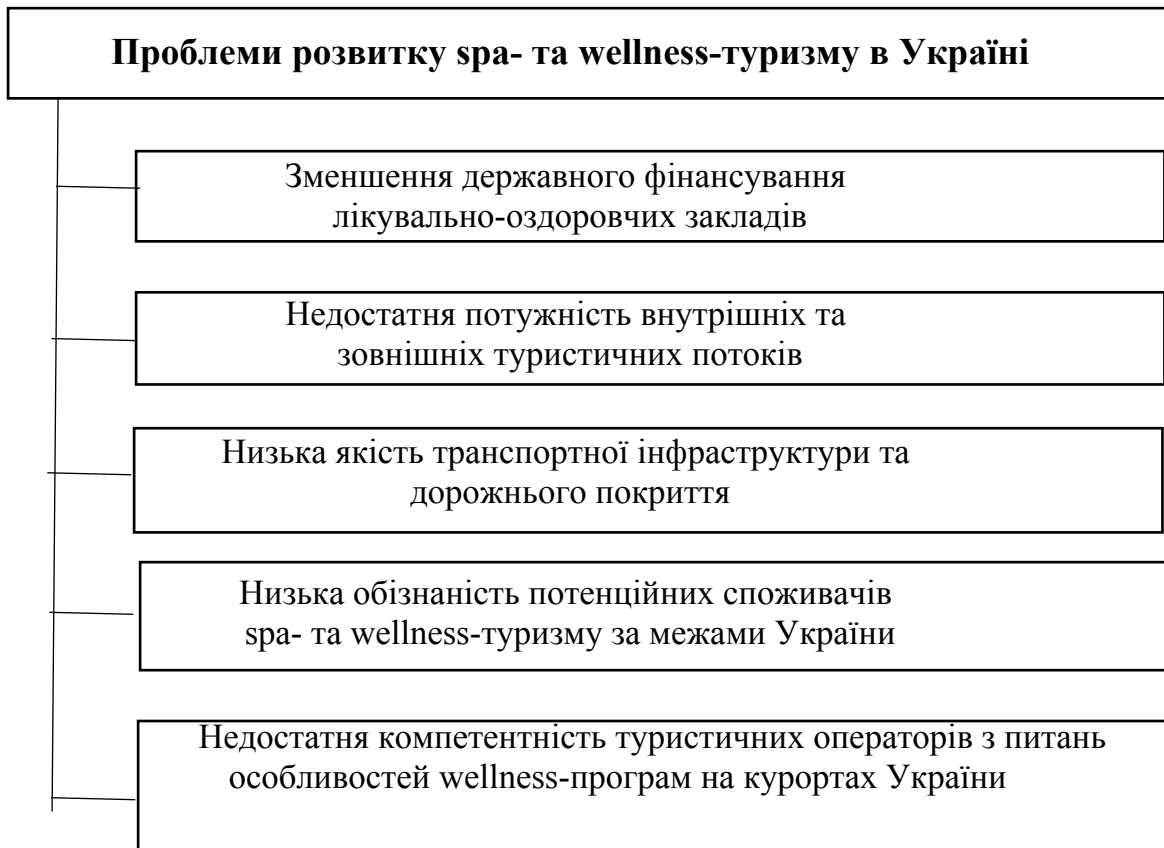 Проблеми розвитку spa- та wellness-туризму в Україні
Зменшення державного фінансування
лікувально-оздоровчих закладів
Недостатня потужність внутрішніх та
зовнішніх туристичних потоків
Низька якість транспортної інфраструктури та
дорожнього покриття
Низька обізнаність потенційних споживачів
spa- та wellness-туризму за межами України
Недостатня компетентність туристичних операторів з питань
особливостей wellness-програм на курортах України